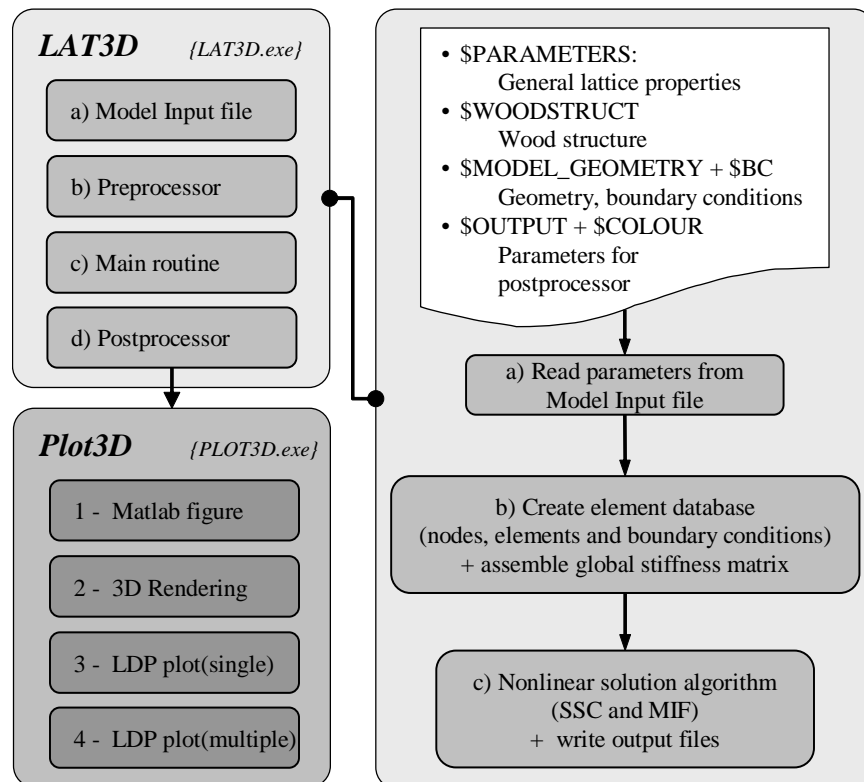 LAT3D {LAT3D.exe}
a) Model Input file
b) Preprocessor
c) Main routine
d) Postprocessor
Plot3D {PLOT3D.exe}
1 - Matlab figure
2 - 3D Rendering
3 - LDP plot(single)
4 - LDP plot(multiple)
• $PARAMETERS:
General lattice properties
• $WOODSTRUCT
Wood structure
• $MODEL_GEOMETRY + $BC
Geometry, boundary conditions
• $OUTPUT + $COLOUR
Parameters for
postprocessor
a) Read parameters from
Model Input file
b) Create element database
(nodes, elements and boundary conditions)
+ assemble global stiffness matrix
c) Nonlinear solution algorithm
(SSC and MIF)
+ write output files